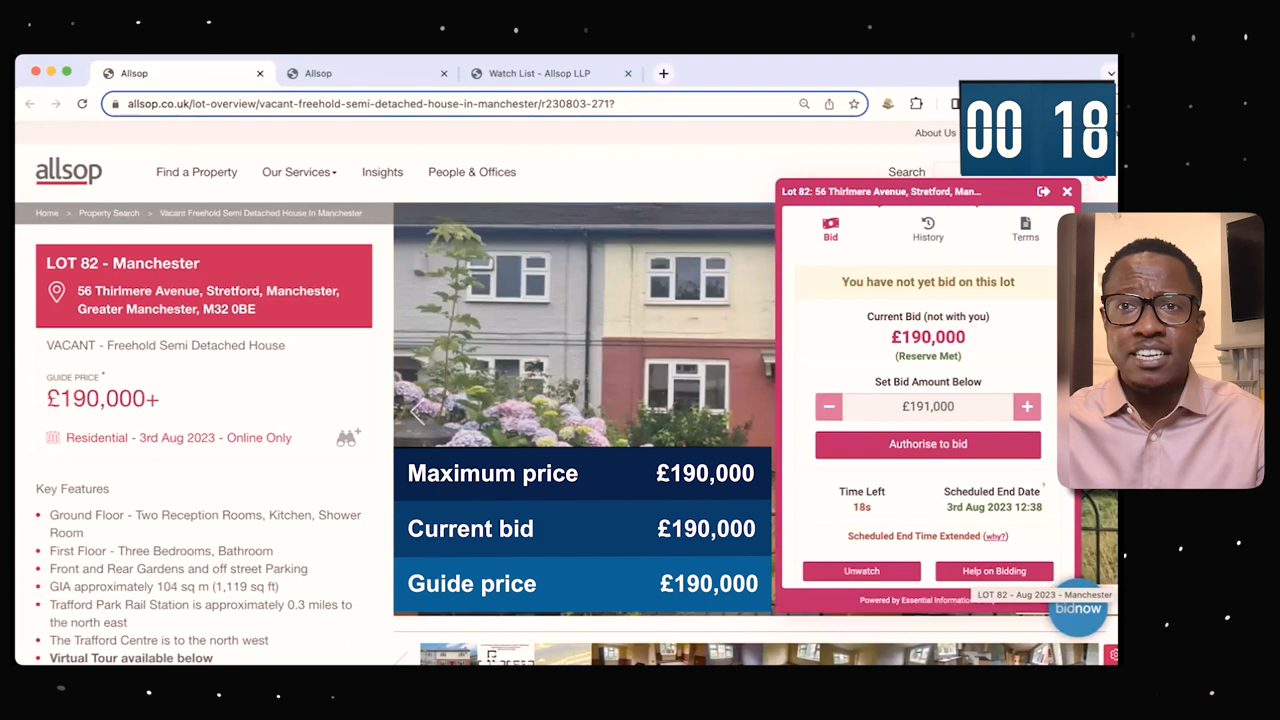 Allsop
Allsop
Watch List - Allsop LLP
allsop.co.uk/lot-overview/vacant-freehold-semi-detached-house-in-manchester/r230803-271?
00 18
About Us
allsop
Find a Property
Our Services
Insights
People & Offices
Search
Home > Property Search > Vacant Freehold Semi Detached House In Manchester
LOT 82 - Manchester
56 Thirlmere Avenue, Stretford, Manchester,
Greater Manchester, M32 0BE
VACANT - Freehold Semi Detached House
GUIDE PRICE *
£190,000+
Residential - 3rd Aug 2023 - Online Only
Key Features
• Ground Floor - Two Reception Rooms, Kitchen, Shower
Room
• First Floor - Three Bedrooms, Bathroom
• Front and Rear Gardens and off street Parking
• GIA approximately 104 sq m (1,119 sq ft)
• Trafford Park Rail Station is approximately 0.3 miles to
the north east
• The Trafford Centre is to the north west
• Virtual Tour available below
Maximum price £190,000
Current bid £190,000
Guide price £190,000
Lot 82: 56 Thirlmere Avenue, Stretford, Man...
Bid
History
Terms
You have not yet bid on this lot
Current Bid (not with you)
£190,000
(Reserve Met)
Set Bid Amount Below
− £191,000 +
Authorise to bid
Time Left
18s
Scheduled End Date ?
3rd Aug 2023 12:38
Scheduled End Time Extended (why?)
Unwatch
Help on Bidding
Powered by Essential Information
LOT 82 - Aug 2023 - Manchester
bidnow